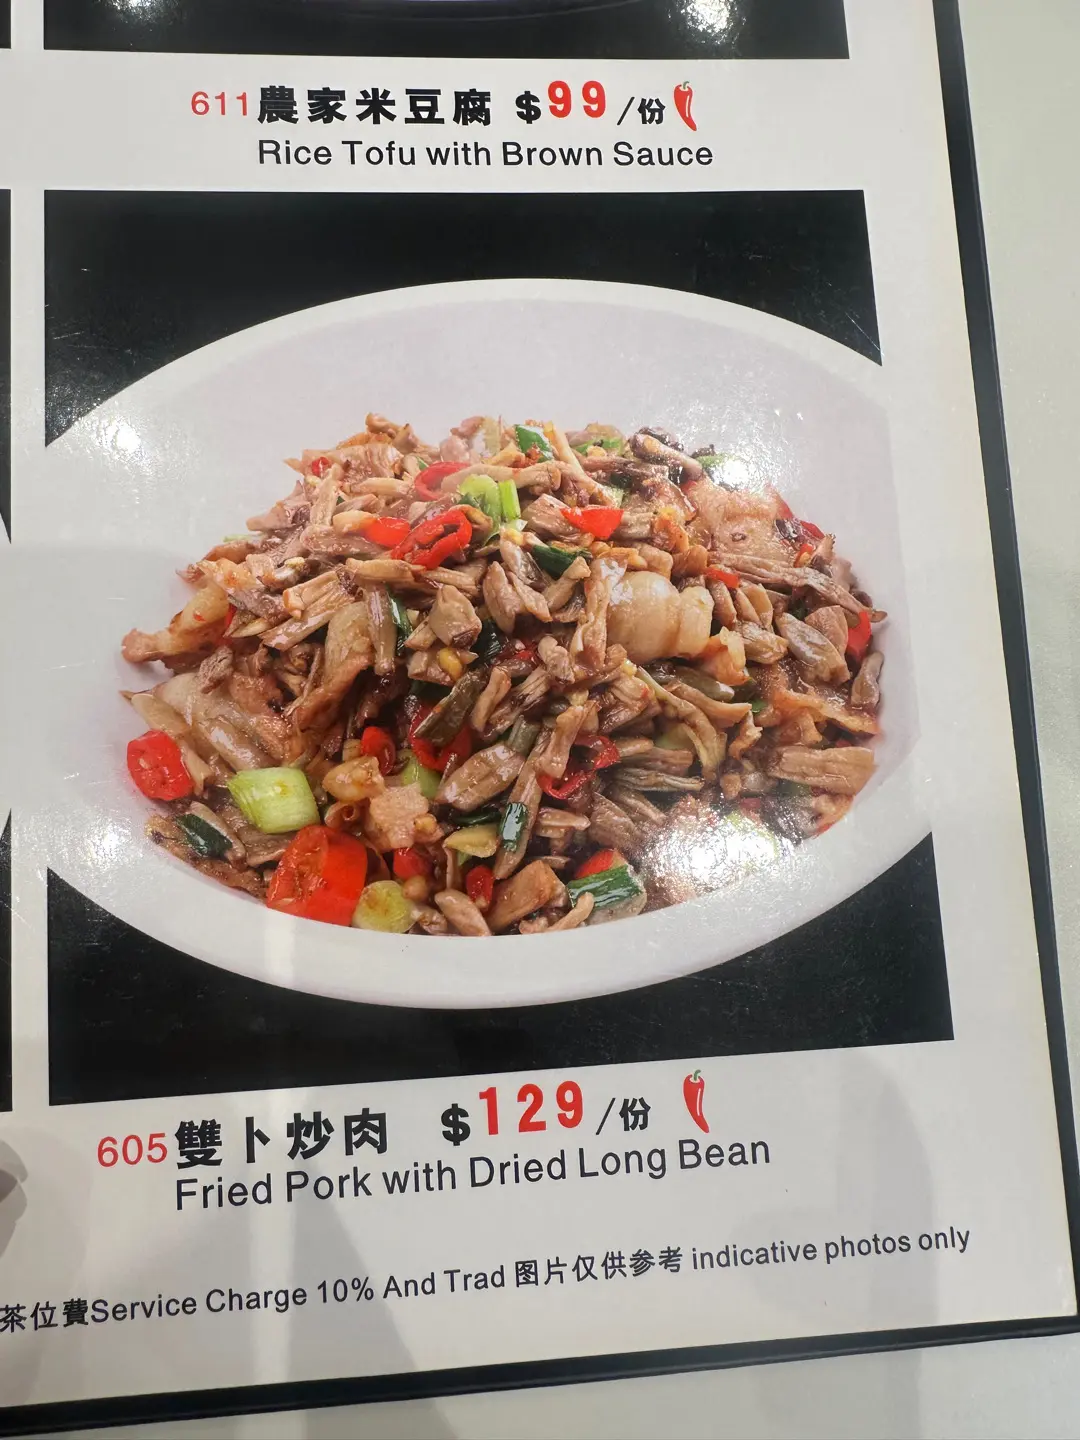 611農家米豆腐 $99/份
Rice Tofu with Brown Sauce
605雙卜炒肉 $129/份
Fried Pork with Dried Long Bean
茶位費Service Charge 10% And Trad 图片仅供参考 indicative photos only